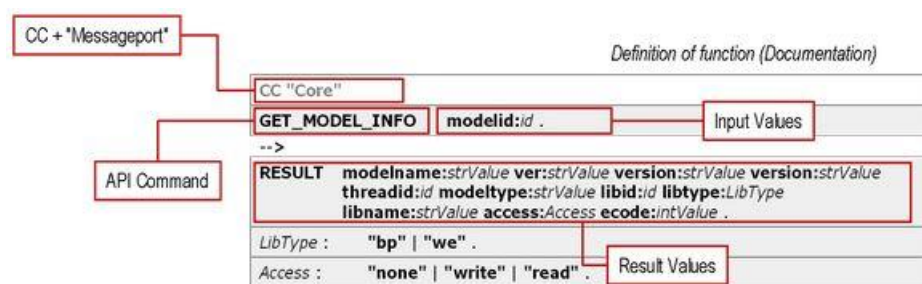 CC + "Messageport"
Definition of function (Documentation)
CC "Core"
GET_MODEL_INFO modelid:id .
Input Values
-->
API Command
RESULT modelname:strValue ver:strValue version:strValue version:strValue
threadid:id modeltype:strValue libid:id libtype:LibType
libname:strValue access:Access ecode:intValue .
LibType : "bp" | "we" .
Access : "none" | "write" | "read" .
Result Values